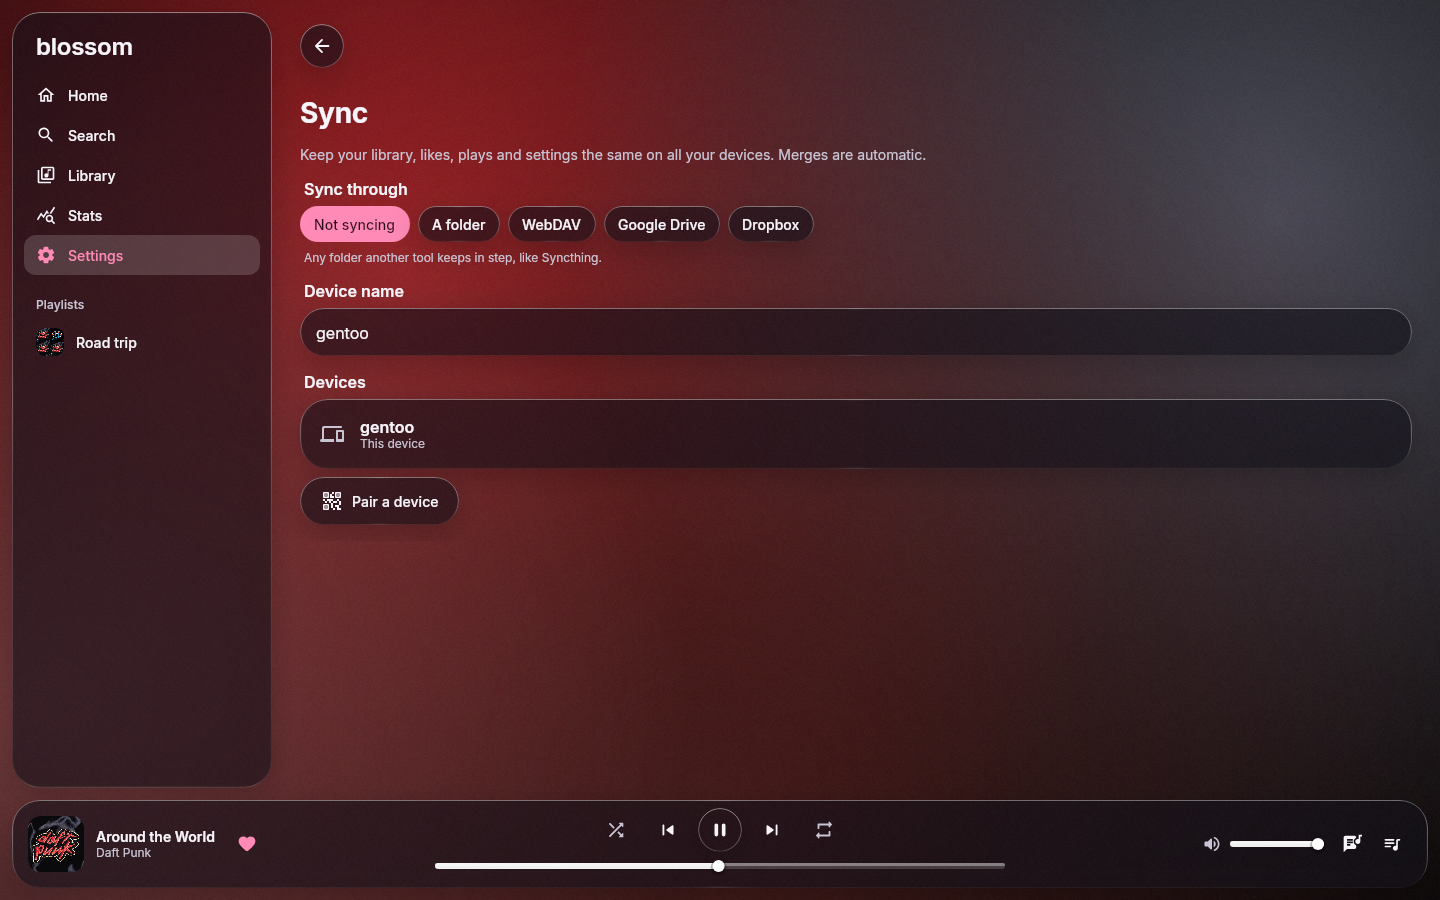 blossom
Home
Search
Library
Stats
Settings
Playlists
Road trip
Sync
Keep your library, likes, plays and settings the same on all your devices. Merges are automatic.
Sync through
Not syncing
A folder
WebDAV
Google Drive
Dropbox
Any folder another tool keeps in step, like Syncthing.
Device name
gentoo
Devices
gentoo
This device
Pair a device
daft punk
Around the World
Daft Punk